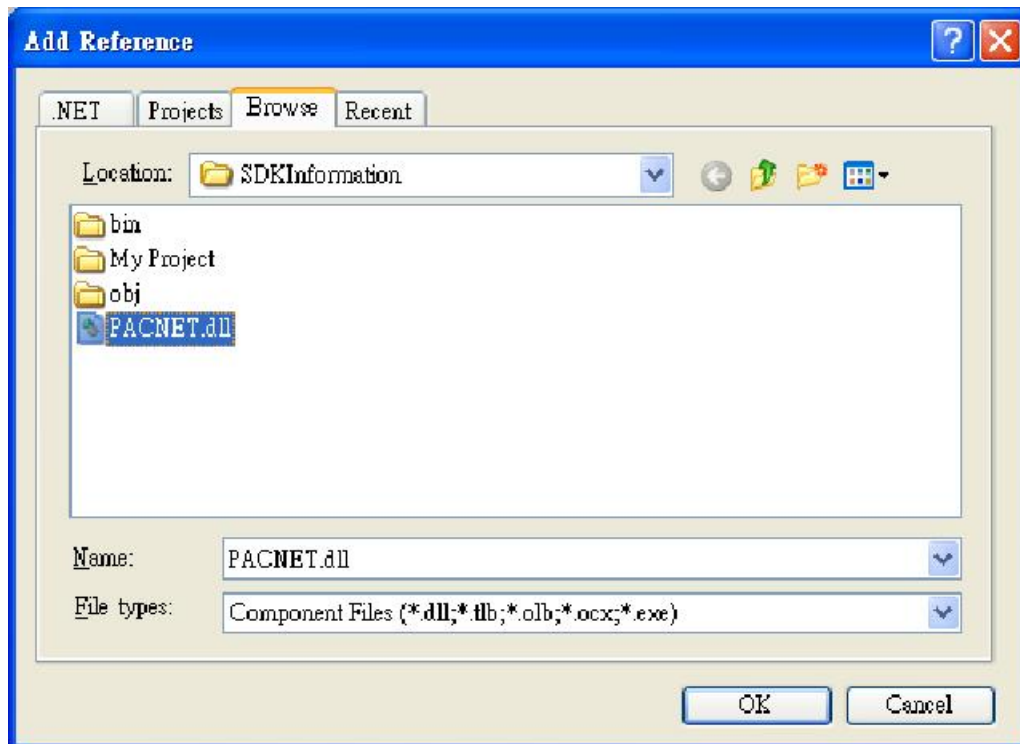 Add Reference
.NET Projects Browse Recent
Location: SDKInformation
bin
My Project
obj
PACNET.dll
Name: PACNET.dll
File types: Component Files (*.dll;*.tlb;*.olb;*.ocx;*.exe)
OK Cancel